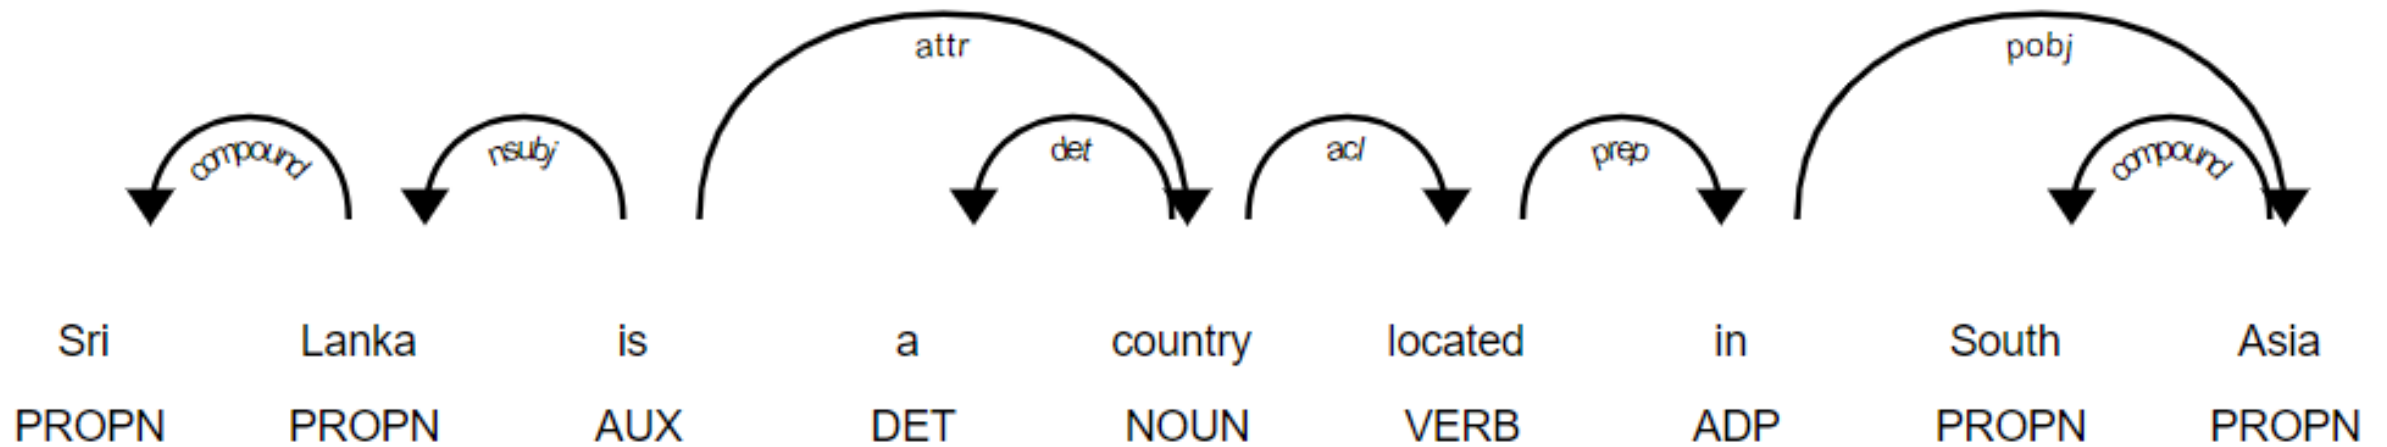 attr pobj
compound nsubj det acl prep compound
Sri Lanka is a country located in South Asia
PROPN PROPN AUX DET NOUN VERB ADP PROPN PROPN